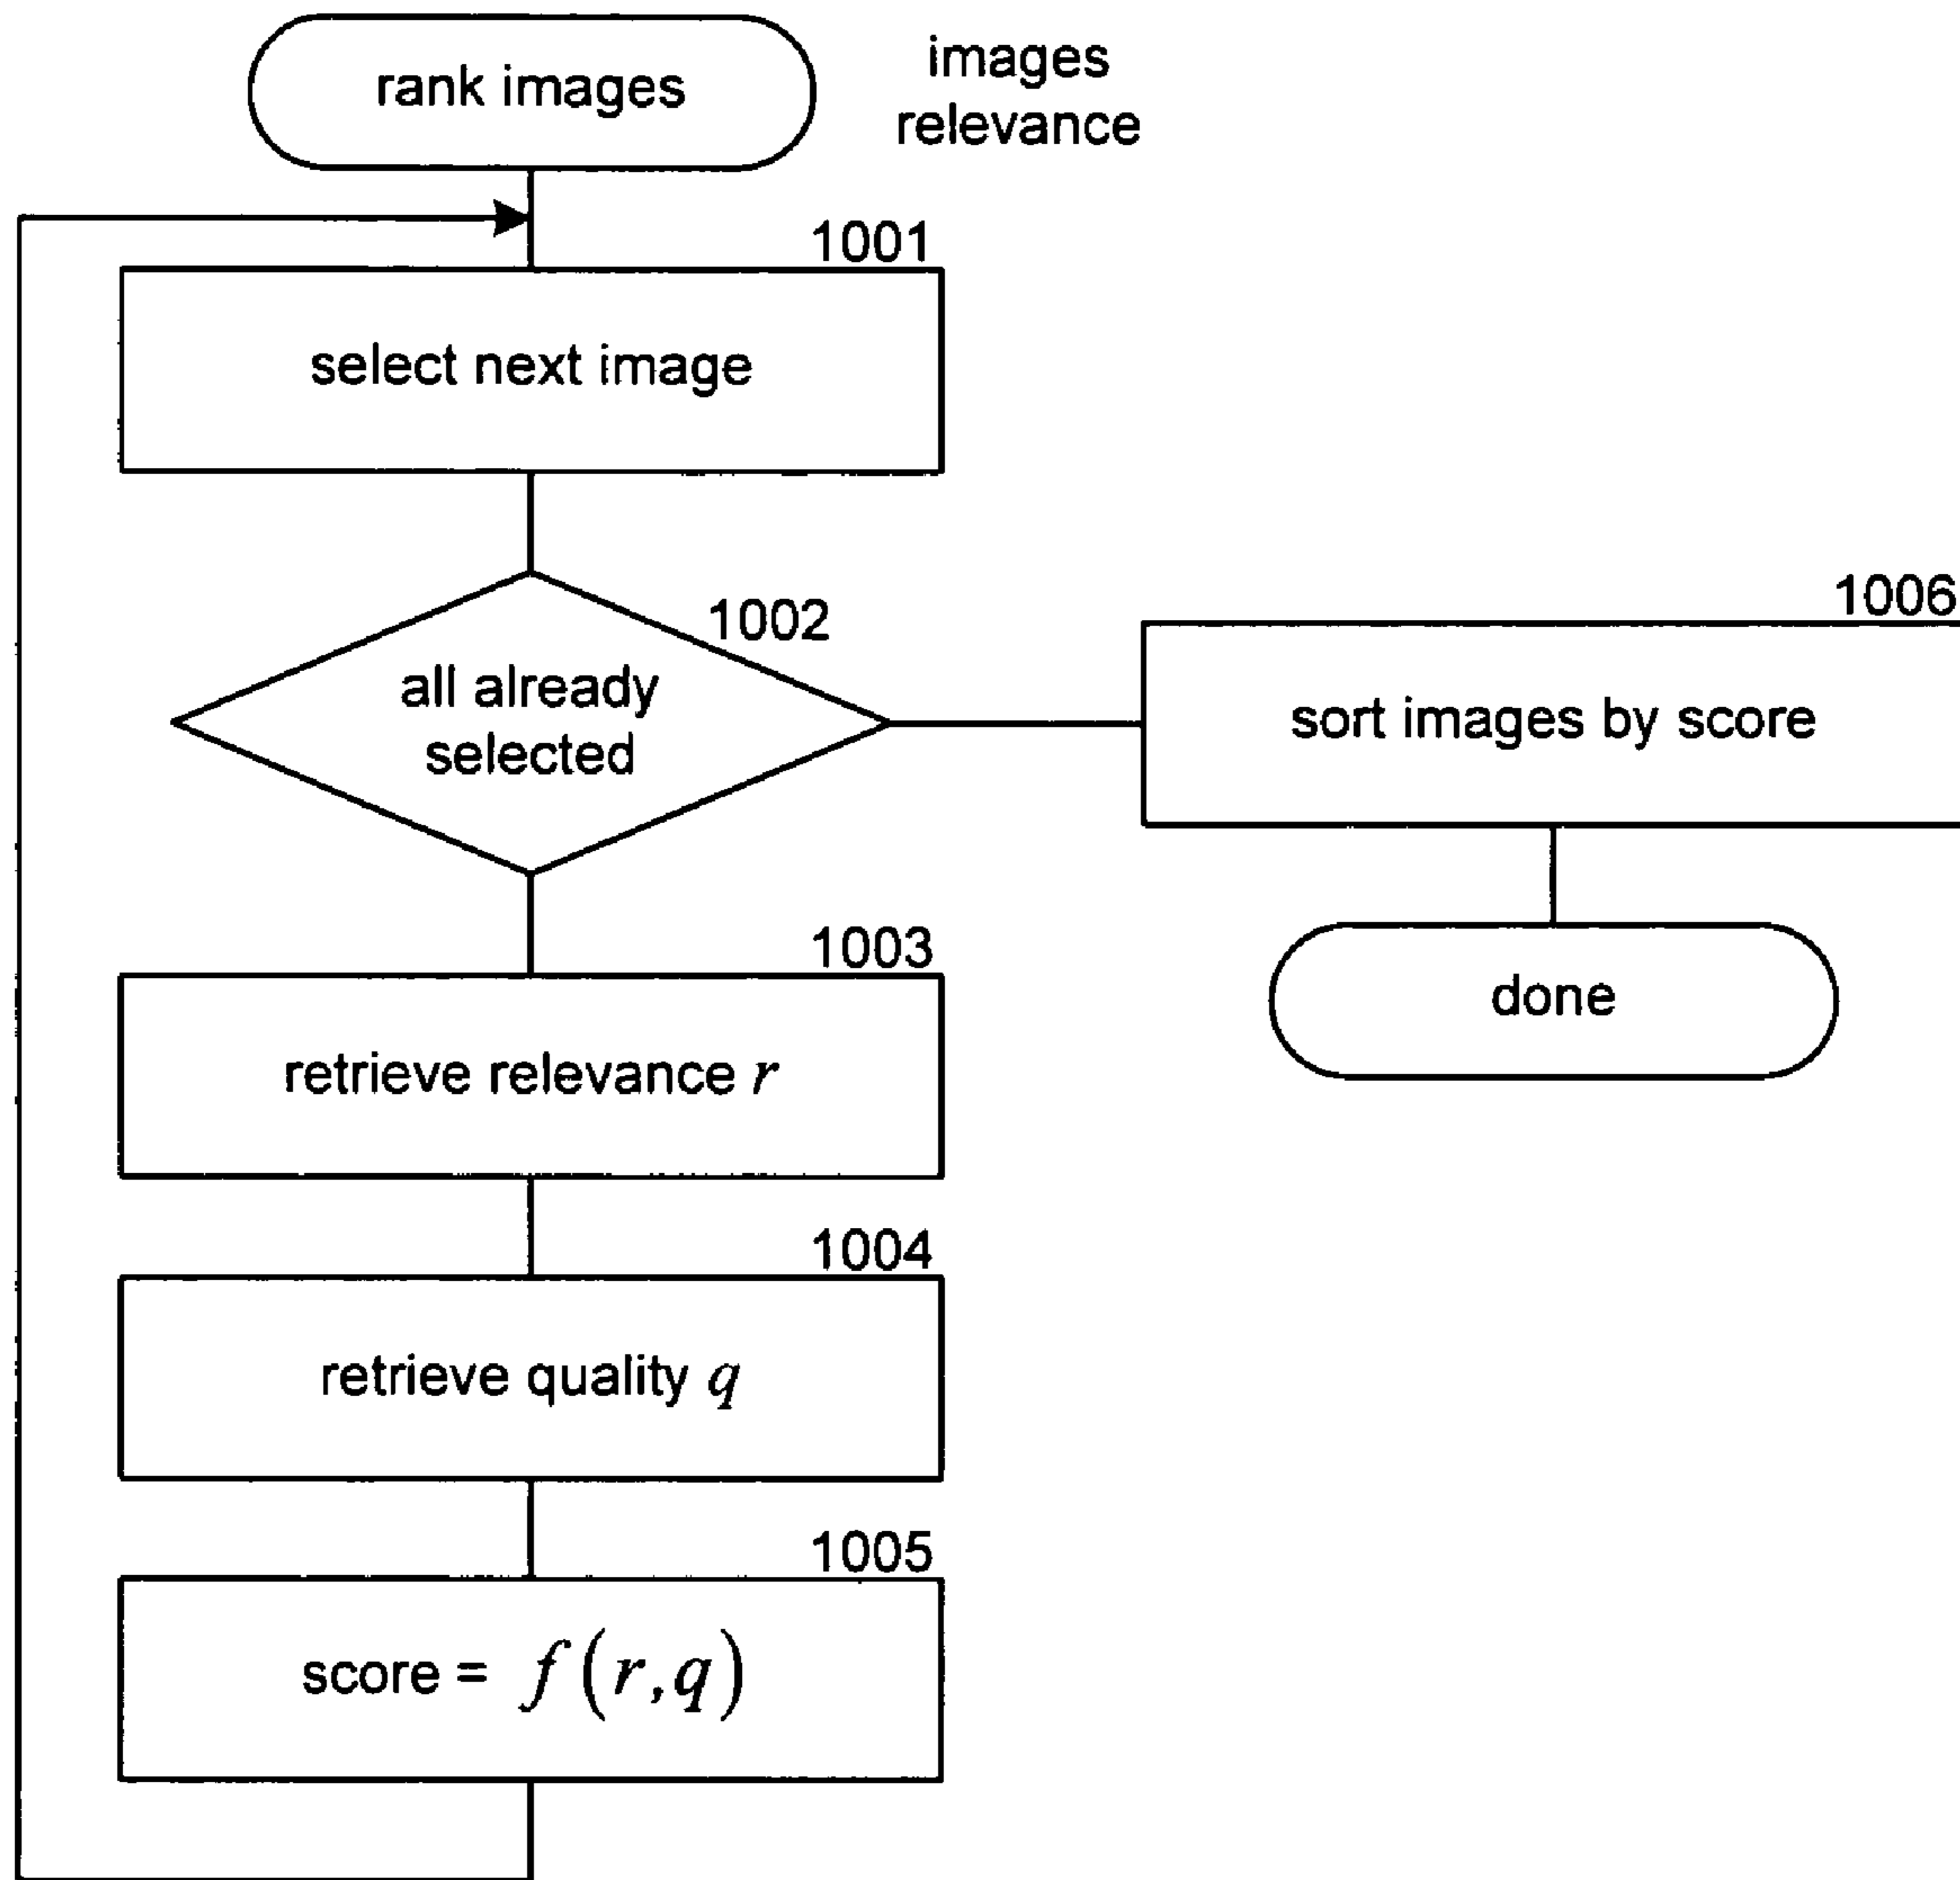 rank images
images
relevance
1001
select next image
1002
all already
selected
1006
sort images by score
done
1003
retrieve relevance r
1004
retrieve quality q
1005
score = f(r,q)